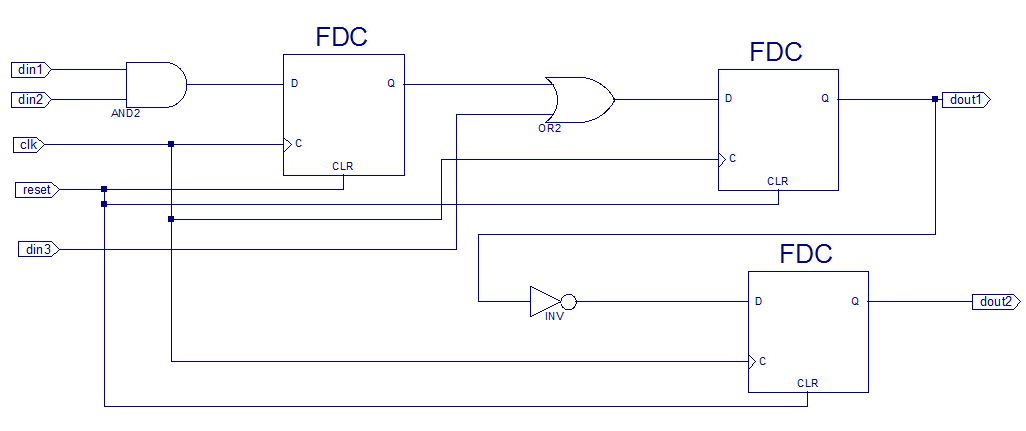 FDC
FDC
din1
D
Q
D
Q
dout1
din2
AND2
OR2
clk
C
C
CLR
CLR
reset
din3
FDC
INV
D
Q
dout2
C
CLR